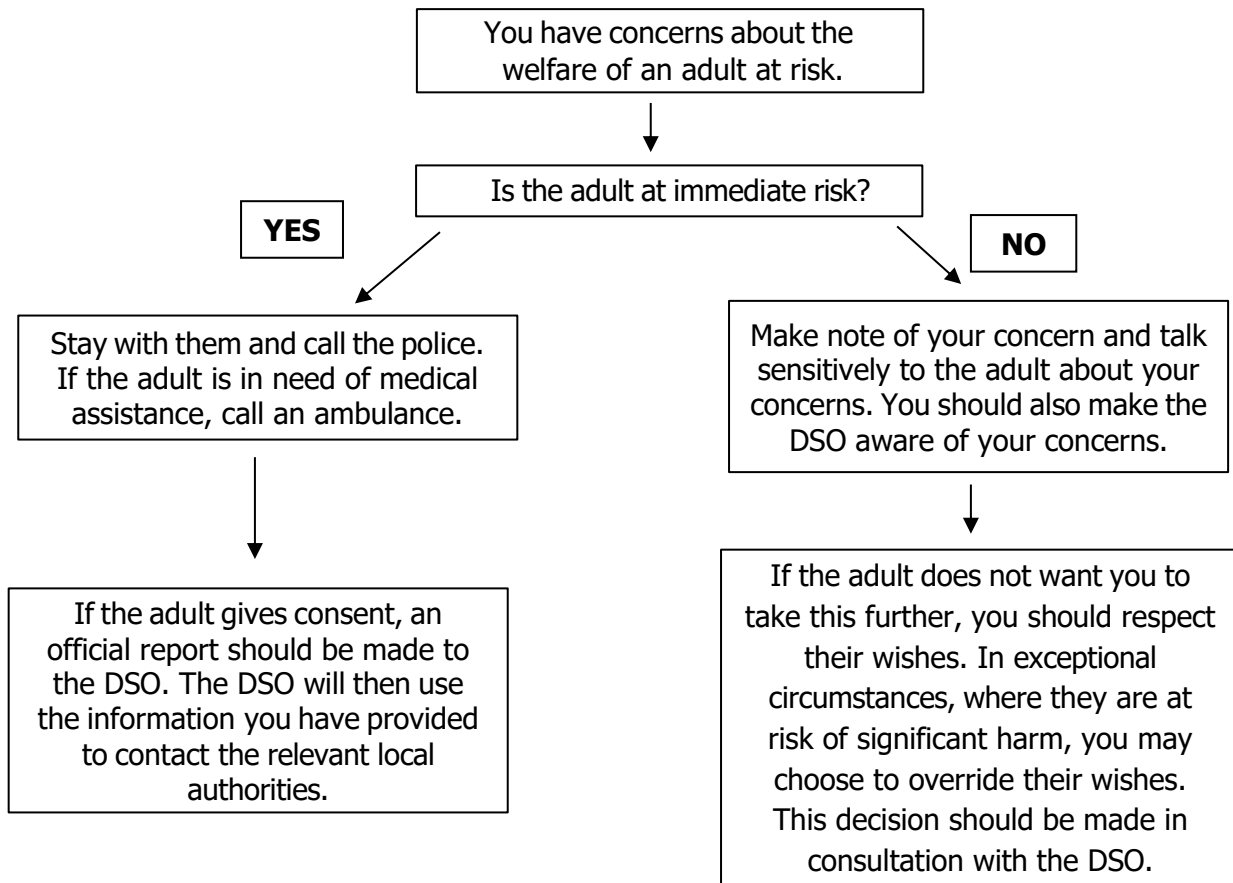 You have concerns about the
welfare of an adult at risk.
Is the adult at immediate risk?
YES
NO
Stay with them and call the police.
If the adult is in need of medical
assistance, call an ambulance.
Make note of your concern and talk
sensitively to the adult about your
concerns. You should also make the
DSO aware of your concerns.
If the adult gives consent, an
official report should be made to
the DSO. The DSO will then use
the information you have provided
to contact the relevant local
authorities.
If the adult does not want you to
take this further, you should respect
their wishes. In exceptional
circumstances, where they are at
risk of significant harm, you may
choose to override their wishes.
This decision should be made in
consultation with the DSO.